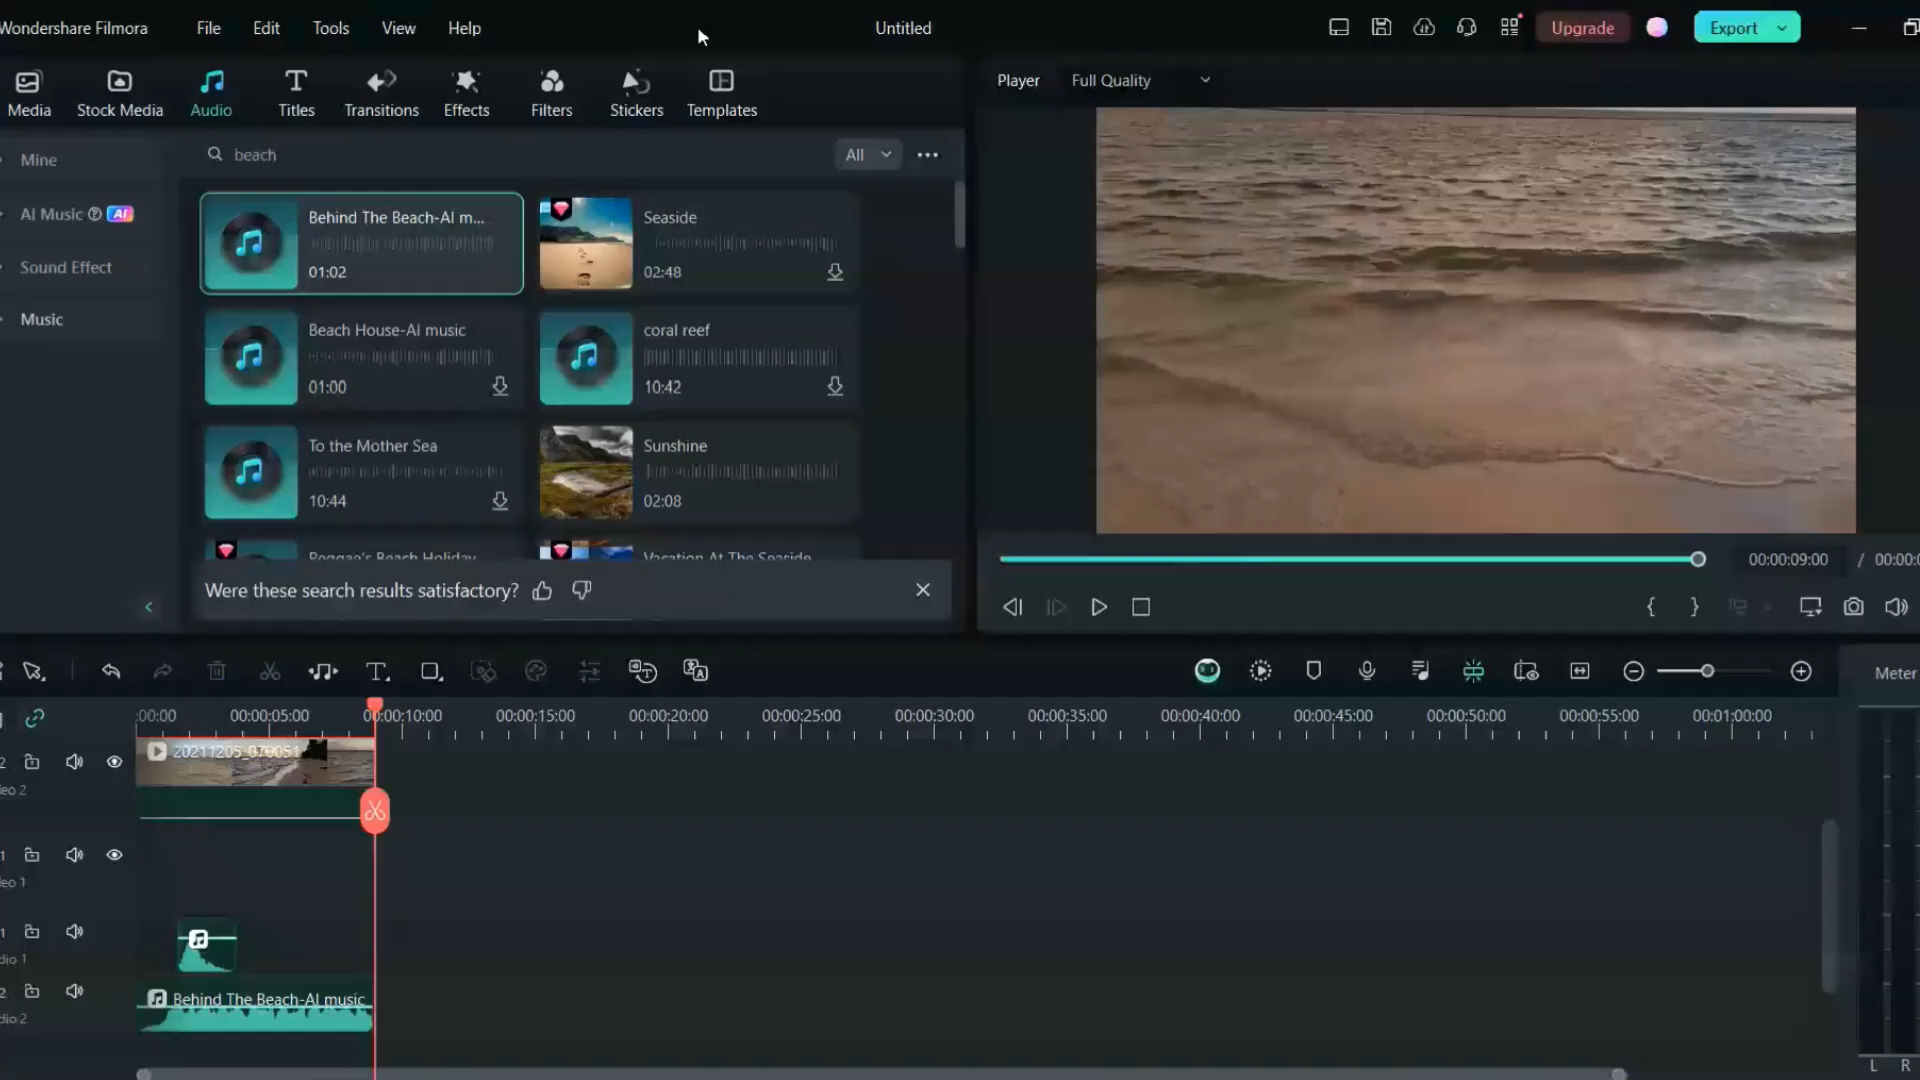 Wondershare Filmora File Edit Tools View Help Untitled Upgrade Export
Media Stock Media Audio Titles Transitions Effects Filters Stickers Templates
Player Full Quality
Mine
AI Music AI
Sound Effect
Music
beach All
Behind The Beach-AI m...
01:02
Seaside
02:48
Beach House-AI music
01:00
coral reef
10:42
To the Mother Sea
10:44
Sunshine
02:08
Reggae's Beach Holiday
Vacation At The Seaside
Were these search results satisfactory?
00:00:09:00 / 00:00:0
Meter
:00:00 00:00:05:00 00:00:10:00 00:00:15:00 00:00:20:00 00:00:25:00 00:00:30:00 00:00:35:00 00:00:40:00 00:00:45:00 00:00:50:00 00:00:55:00 00:01:00:00
2
20211205_070051
eo 2
1
eo 1
1
dio 1
2
Behind The Beach-AI music
dio 2
L R